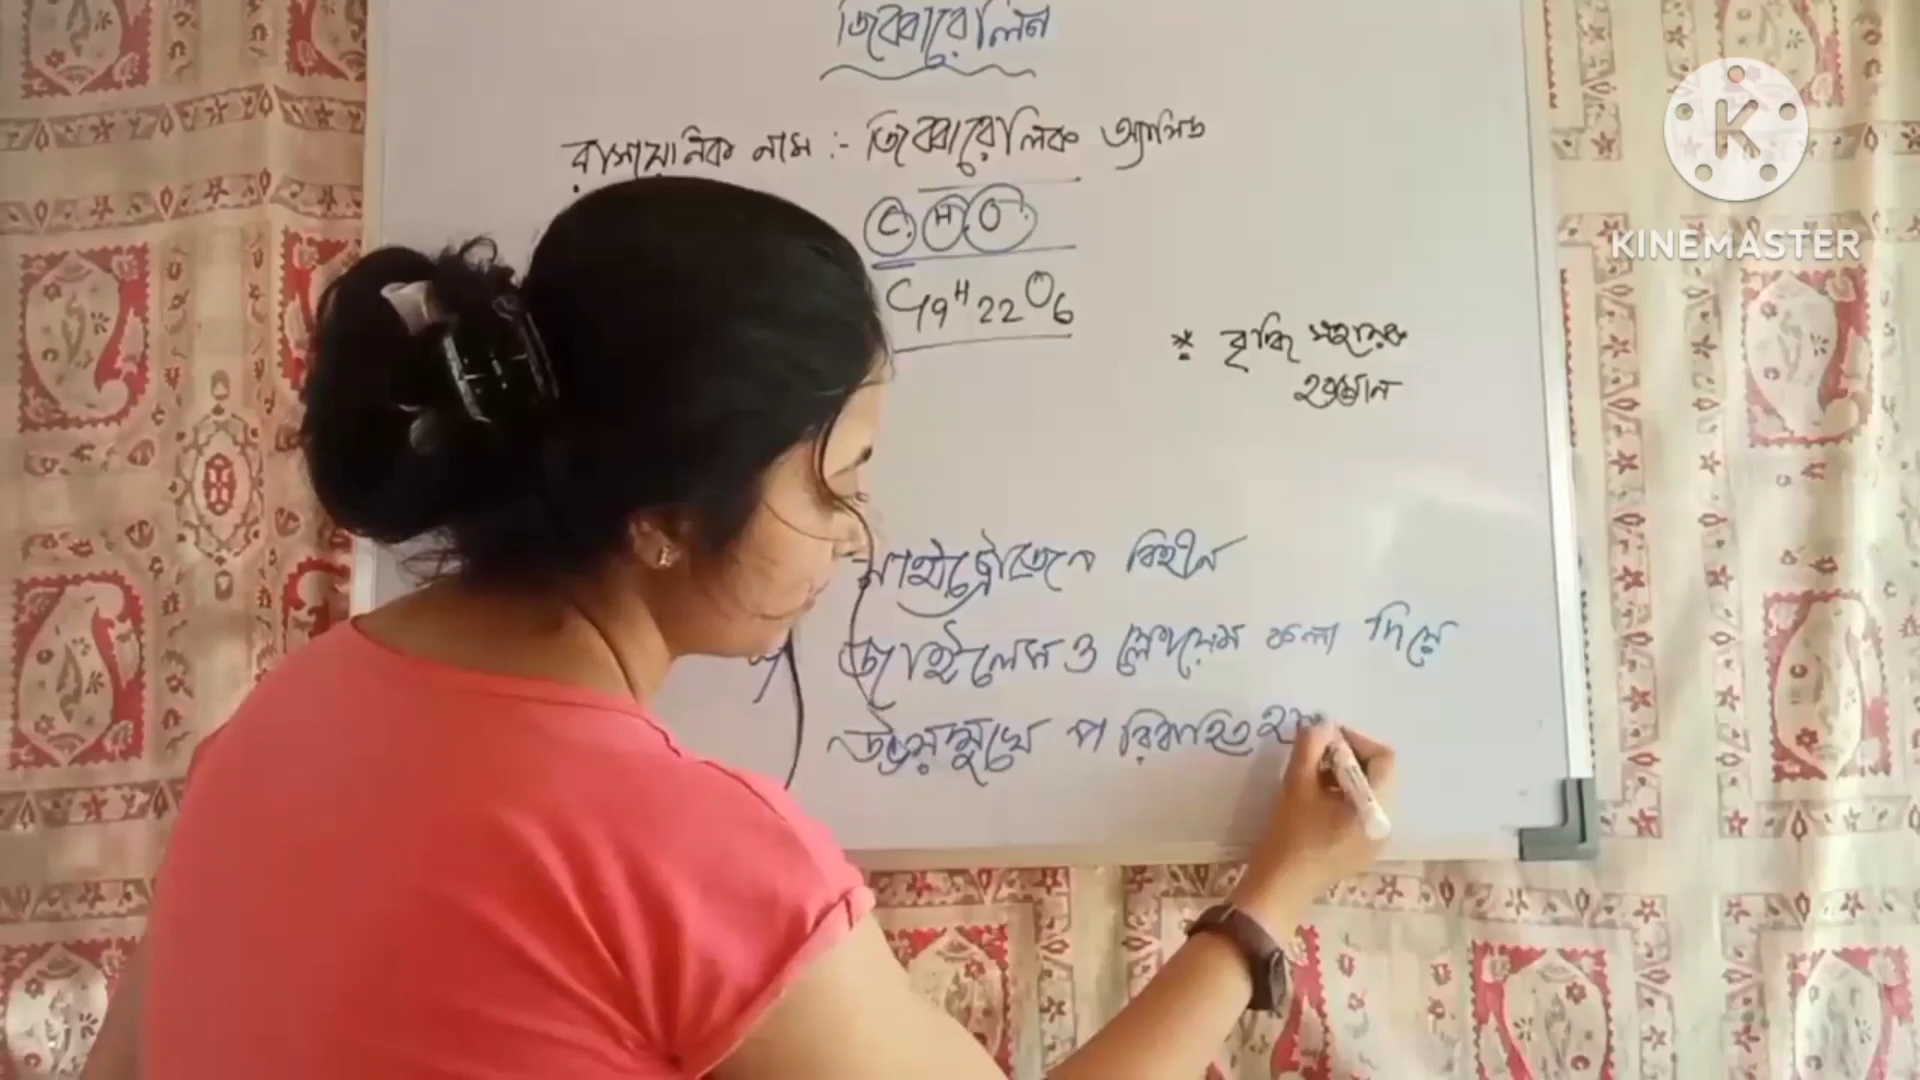 জিব্বারেলিন
রাসায়নিক নাম :- জিব্বারেলিক অ্যাসিড
C H O
C19H22O6
* বৃদ্ধি সহায়ক
হরমোন
নাইট্রোজেন বিহীন
জাইলেম ও ফ্লোয়েম কলা দিয়ে
উভয়মুখে পরিবাহিত হয়
K
KINEMASTER